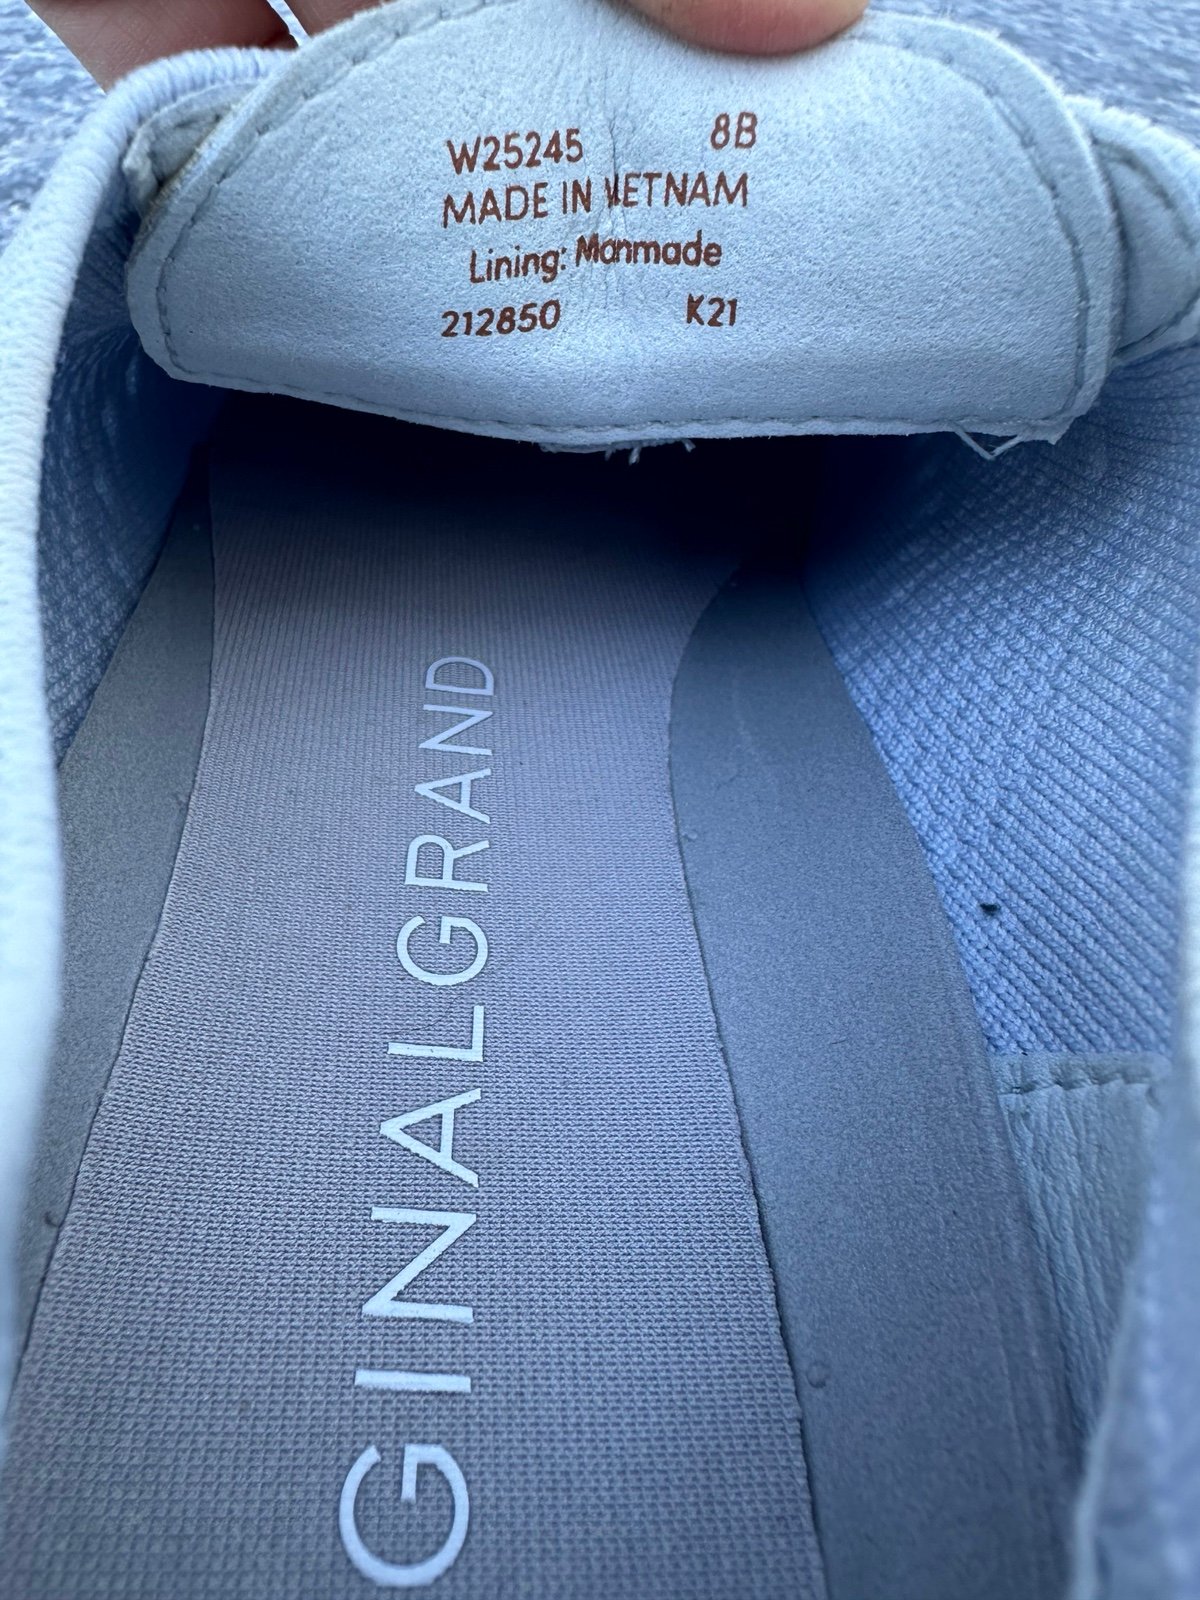 W25245 8B
MADE IN VIETNAM
Lining: Manmade
212850 K21
GINALGRAND